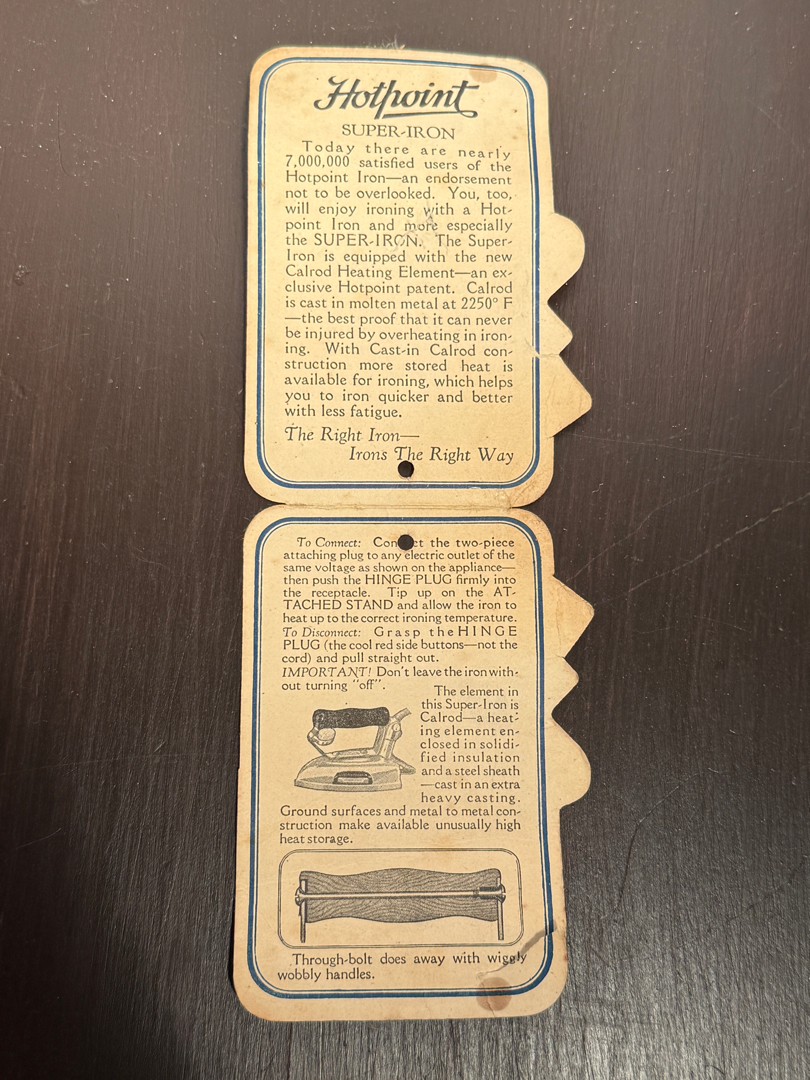 Hotpoint
SUPER-IRON
Today there are nearly
7,000,000 satisfied users of the
Hotpoint Iron—an endorsement
not to be overlooked. You, too,
will enjoy ironing with a Hot-
point Iron and more especially
the SUPER-IRON. The Super-
Iron is equipped with the new
Calrod Heating Element—an ex-
clusive Hotpoint patent. Calrod
is cast in molten metal at 2250° F
—the best proof that it can never
be injured by overheating in iron-
ing. With Cast-in Calrod con-
struction more stored heat is
available for ironing, which helps
you to iron quicker and better
with less fatigue.
The Right Iron—
Irons The Right Way
To Connect: Connect the two-piece
attaching plug to any electric outlet of the
same voltage as shown on the appliance—
then push the HINGE PLUG firmly into
the receptacle. Tip up on the AT-
TACHED STAND and allow the iron to
heat up to the correct ironing temperature.
To Disconnect: Grasp the HINGE
PLUG (the cool red side buttons—not the
cord) and pull straight out.
IMPORTANT! Don't leave the iron with-
out turning "off".
The element in
this Super-Iron is
Calrod—a heat-
ing element en-
closed in solidi-
fied insulation
and a steel sheath
—cast in an extra
heavy casting.
Ground surfaces and metal to metal con-
struction make available unusually high
heat storage.
Through-bolt does away with wiggly
wobbly handles.